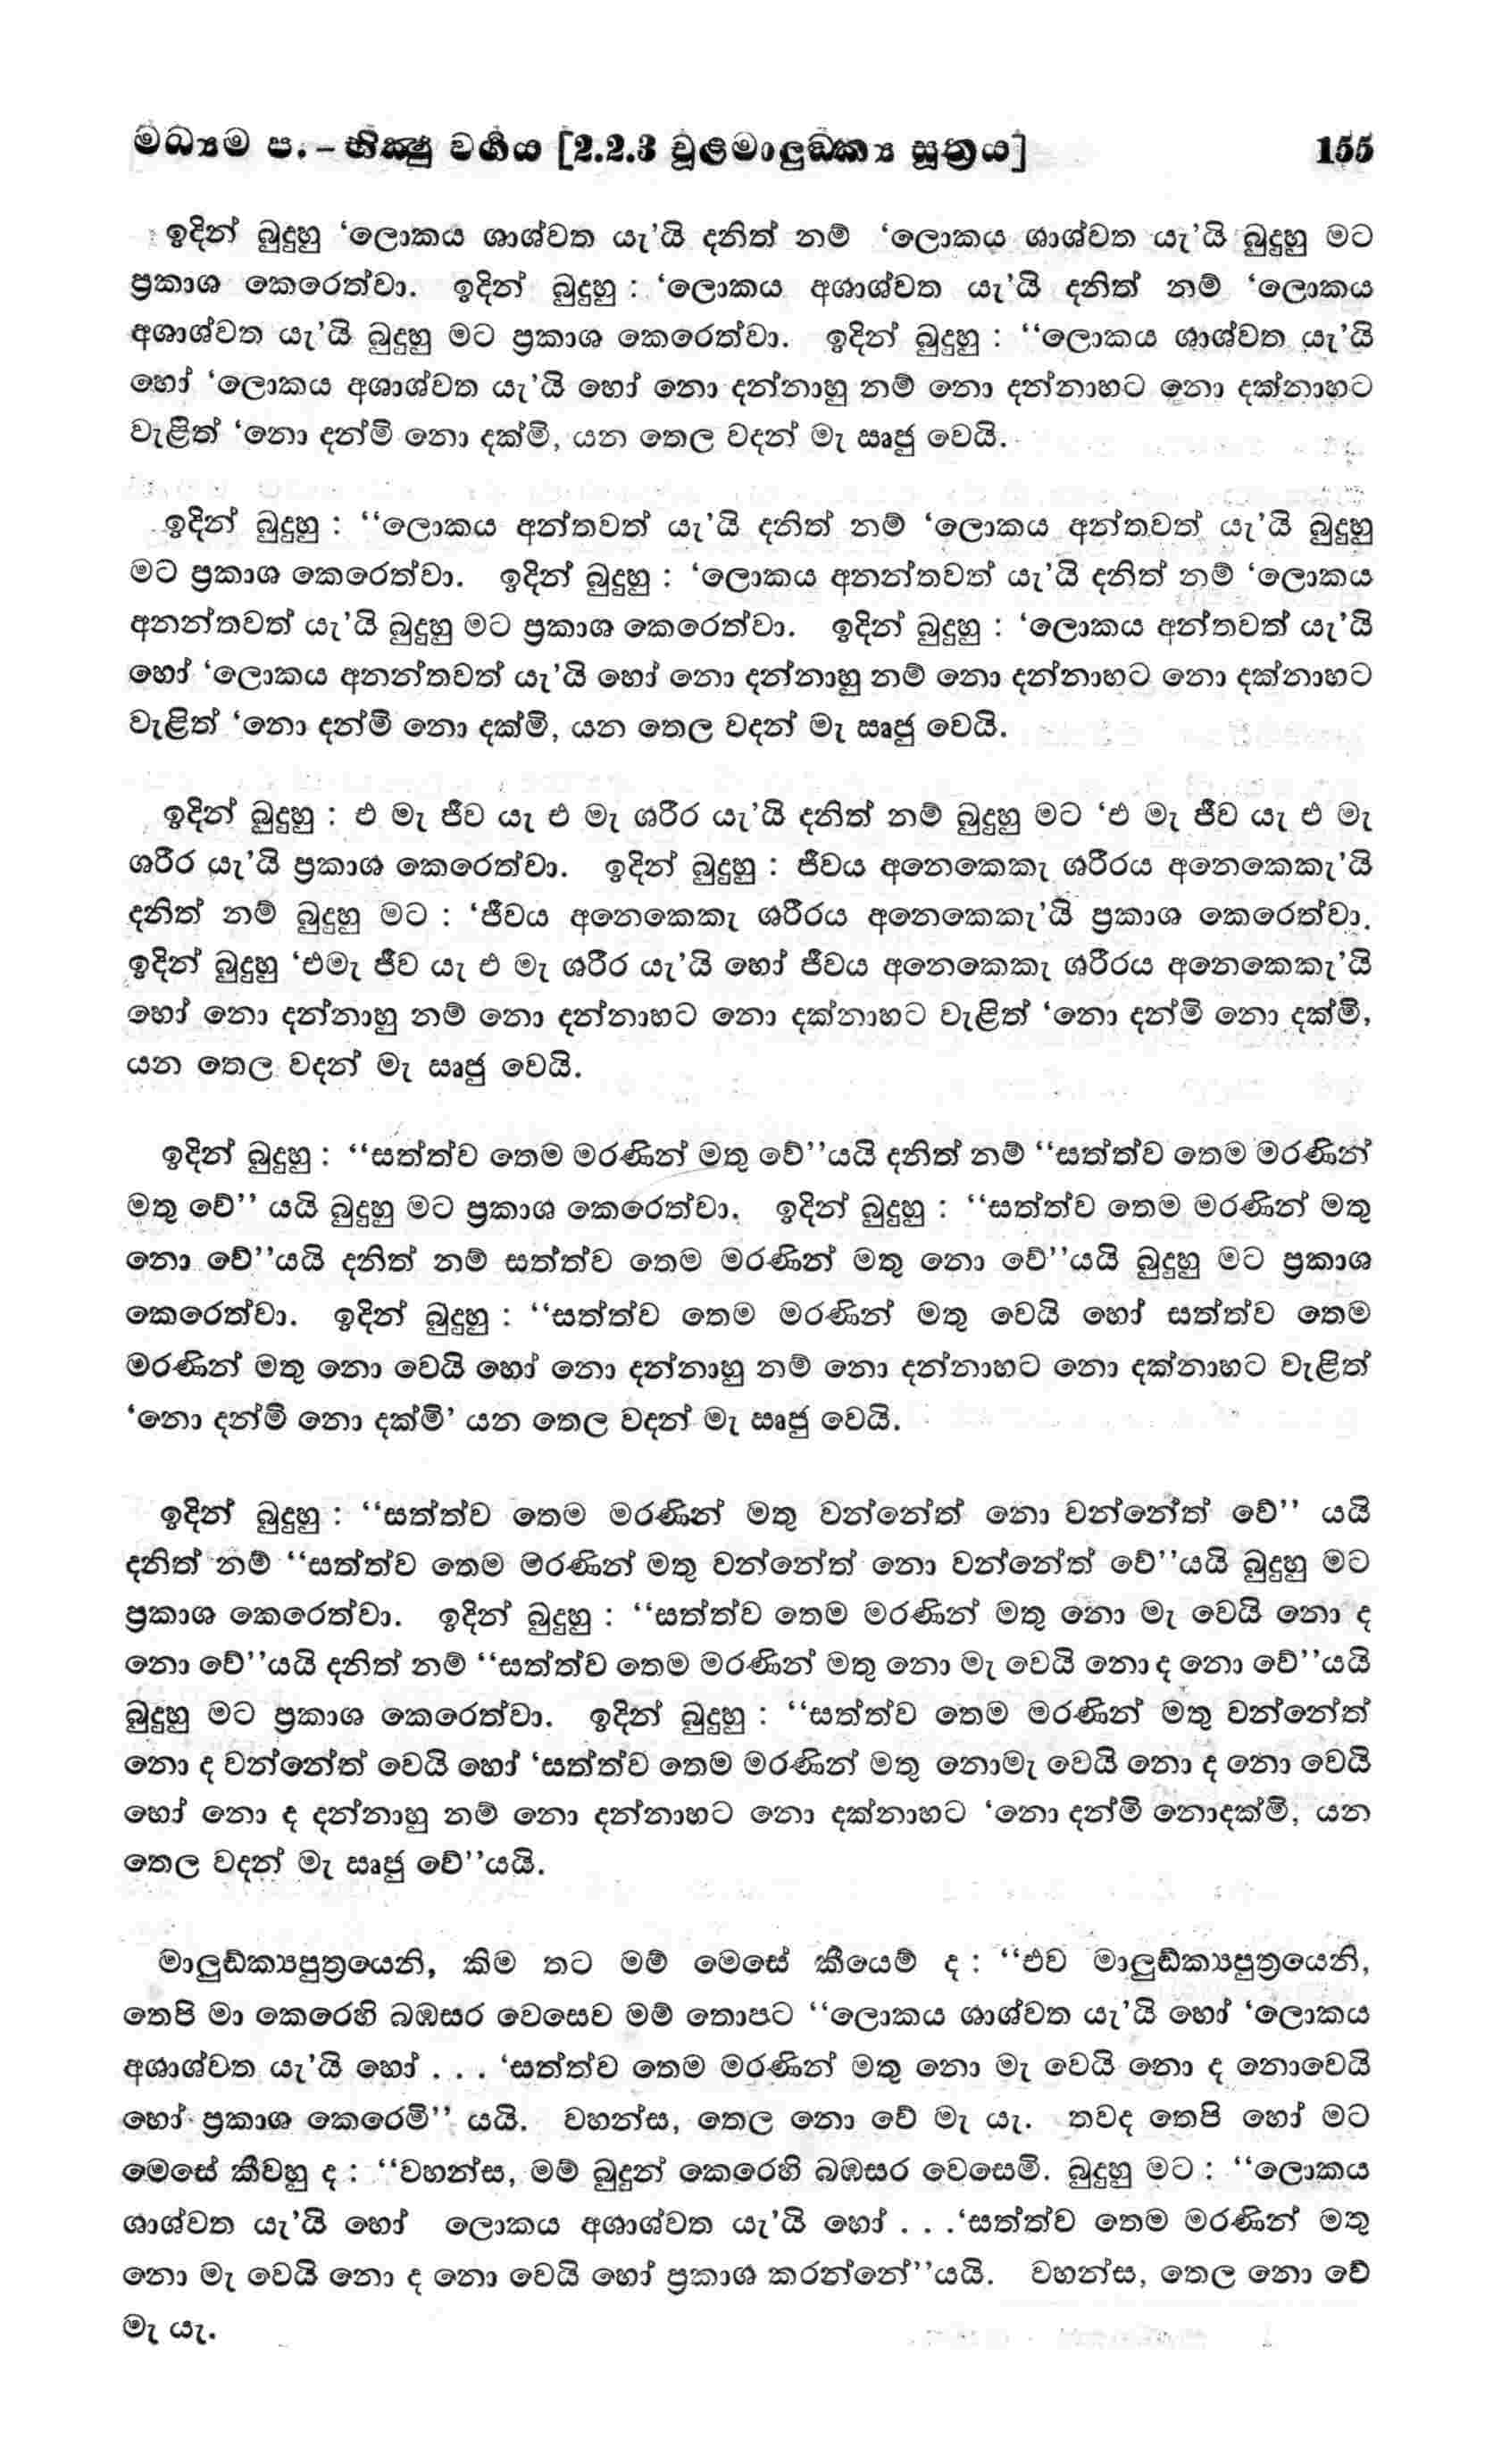 මධ්‍යම ප. – භික්ෂු වර්ගය [2.2.3 චූළමාලුඞ්ක්‍ය සූත්‍රය] 155
ඉදින් බුදුහු ‘ලොකය ශාශ්වත යැ’යි දනිත් නම් ‘ලොකය ශාශ්වත යැ’යි බුදුහු මට
ප්‍රකාශ කෙරෙත්වා. ඉදින් බුදුහු : ‘ලොකය අශාශ්වත යැ’යි දනිත් නම් ‘ලොකය
අශාශ්වත යැ’යි බුදුහු මට ප්‍රකාශ කෙරෙත්වා. ඉදින් බුදුහු : ‘‘ලොකය ශාශ්වත යැ’යි
හෝ ‘ලොකය අශාශ්වත යැ’යි හෝ නො දන්නාහු නම් නො දන්නාහට නො දක්නාහට
වැළිත් ‘නො දන්මි නො දක්මි, යන තෙල වදන් මැ සෘජු වෙයි.
ඉදින් බුදුහු : ‘‘ලොකය අන්තවත් යැ’යි දනිත් නම් ‘ලොකය අන්තවත් යැ’යි බුදුහු
මට ප්‍රකාශ කෙරෙත්වා. ඉදින් බුදුහු : ‘ලොකය අනන්තවත් යැ’යි දනිත් නම් ‘ලොකය
අනන්තවත් යැ’යි බුදුහු මට ප්‍රකාශ කෙරෙත්වා. ඉදින් බුදුහු : ‘ලොකය අන්තවත් යැ’යි
හෝ ‘ලොකය අනන්තවත් යැ’යි හෝ නො දන්නාහු නම් නො දන්නාහට නො දක්නාහට
වැළිත් ‘නො දන්මි නො දක්මි, යන තෙල වදන් මැ සෘජු වෙයි.
ඉදින් බුදුහු : එ මැ ජීව යැ එ මැ ශරීර යැ’යි දනිත් නම් බුදුහු මට ‘එ මැ ජීව යැ එ මැ
ශරීර යැ’යි ප්‍රකාශ කෙරෙත්වා. ඉදින් බුදුහු : ජීවය අනෙකෙකැ ශරීරය අනෙකෙකැ’යි
දනිත් නම් බුදුහු මට : ‘ජීවය අනෙකෙකැ ශරීරය අනෙකෙකැ’යි ප්‍රකාශ කෙරෙත්වා.
ඉදින් බුදුහු ‘එමැ ජීව යැ එ මැ ශරීර යැ’යි හෝ ජීවය අනෙකෙකැ ශරීරය අනෙකෙකැ’යි
හෝ නො දන්නාහු නම් නො දන්නාහට නො දක්නාහට වැළිත් ‘නො දන්මි නො දක්මි,
යන තෙල වදන් මැ සෘජු වෙයි.
ඉදින් බුදුහු : ‘‘සත්ත්ව තෙම මරණින් මතු වේ’’යයි දනිත් නම් ‘‘සත්ත්ව තෙම මරණින්
මතු වේ’’ යයි බුදුහු මට ප්‍රකාශ කෙරෙත්වා. ඉදින් බුදුහු : ‘‘සත්ත්ව තෙම මරණින් මතු
නො වේ’’යයි දනිත් නම් සත්ත්ව තෙම මරණින් මතු නො වේ’’යයි බුදුහු මට ප්‍රකාශ
කෙරෙත්වා. ඉදින් බුදුහු : ‘‘සත්ත්ව තෙම මරණින් මතු වෙයි හෝ සත්ත්ව තෙම
මරණින් මතු නො වෙයි හෝ නො දන්නාහු නම් නො දන්නාහට නො දක්නාහට වැළිත්
‘නො දන්මි නො දක්මි’ යන තෙල වදන් මැ සෘජු වෙයි.
ඉදින් බුදුහු : ‘‘සත්ත්ව තෙම මරණින් මතු වන්නේත් නො වන්නේත් වේ’’ යයි
දනිත් නම් ‘‘සත්ත්ව තෙම මරණින් මතු වන්නේත් නො වන්නේත් වේ’’යයි බුදුහු මට
ප්‍රකාශ කෙරෙත්වා. ඉදින් බුදුහු : ‘‘සත්ත්ව තෙම මරණින් මතු නො මැ වෙයි නො ද
නො වේ’’යයි දනිත් නම් ‘‘සත්ත්ව තෙම මරණින් මතු නො මැ වෙයි නො ද නො වේ’’යයි
බුදුහු මට ප්‍රකාශ කෙරෙත්වා. ඉදින් බුදුහු : ‘‘සත්ත්ව තෙම මරණින් මතු වන්නේත්
නො ද වන්නේත් වෙයි හෝ ‘සත්ත්ව තෙම මරණින් මතු නොමැ වෙයි නො ද නො වෙයි
හෝ නො ද දන්නාහු නම් නො දන්නාහට නො දක්නාහට ‘නො දන්මි නොදක්මි, යන
තෙල වදන් මැ සෘජු වේ’’යයි.
මාලුඞ්ක්‍යපුත්‍රයෙනි, කිම තට මම් මෙසේ කීයෙම් ද : ‘‘එව මාලුඞ්ක්‍යපුත්‍රයෙනි,
තෙපි මා කෙරෙහි බඹසර වෙසෙව මම් තොපට ‘‘ලොකය ශාශ්වත යැ’යි හෝ ‘ලොකය
අශාශ්වත යැ’යි හෝ . . . ‘සත්ත්ව තෙම මරණින් මතු නො මැ වෙයි නො ද නොවෙයි
හෝ ප්‍රකාශ කෙරෙමි’’ යයි. වහන්ස, තෙල නො වේ මැ යැ. තවද තෙපි හෝ මට
මෙසේ කීවහු ද : ‘‘වහන්ස, මම් බුදුන් කෙරෙහි බඹසර වෙසෙමි. බුදුහු මට : ‘‘ලොකය
ශාශ්වත යැ’යි හෝ ලොකය අශාශ්වත යැ’යි හෝ . . .‘සත්ත්ව තෙම මරණින් මතු
නො මැ වෙයි නො ද නො වෙයි හෝ ප්‍රකාශ කරන්නේ’’යයි. වහන්ස, තෙල නො වේ
මැ යැ.